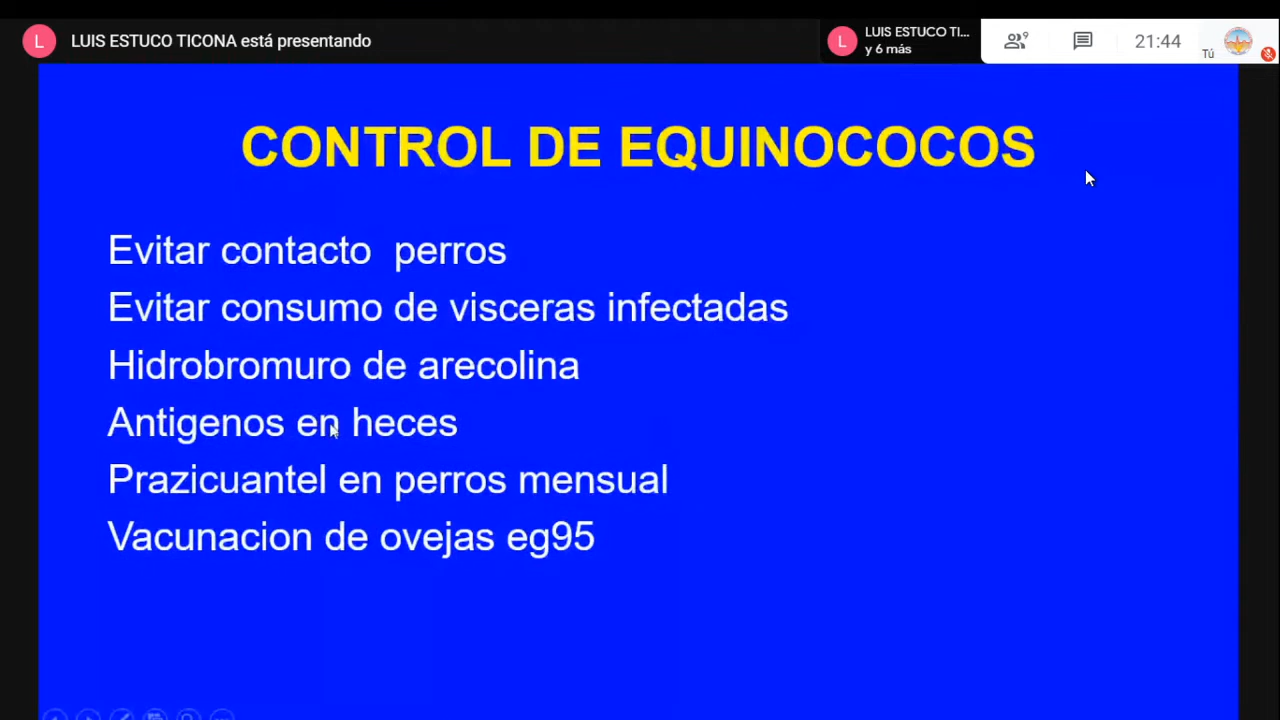 L LUIS ESTUCO TICONA está presentando
L LUIS ESTUCO TI...
y 6 más
9
21:44
Tú
CONTROL DE EQUINOCOCOS
Evitar contacto perros
Evitar consumo de visceras infectadas
Hidrobromuro de arecolina
Antigenos en heces
Prazicuantel en perros mensual
Vacunacion de ovejas eg95